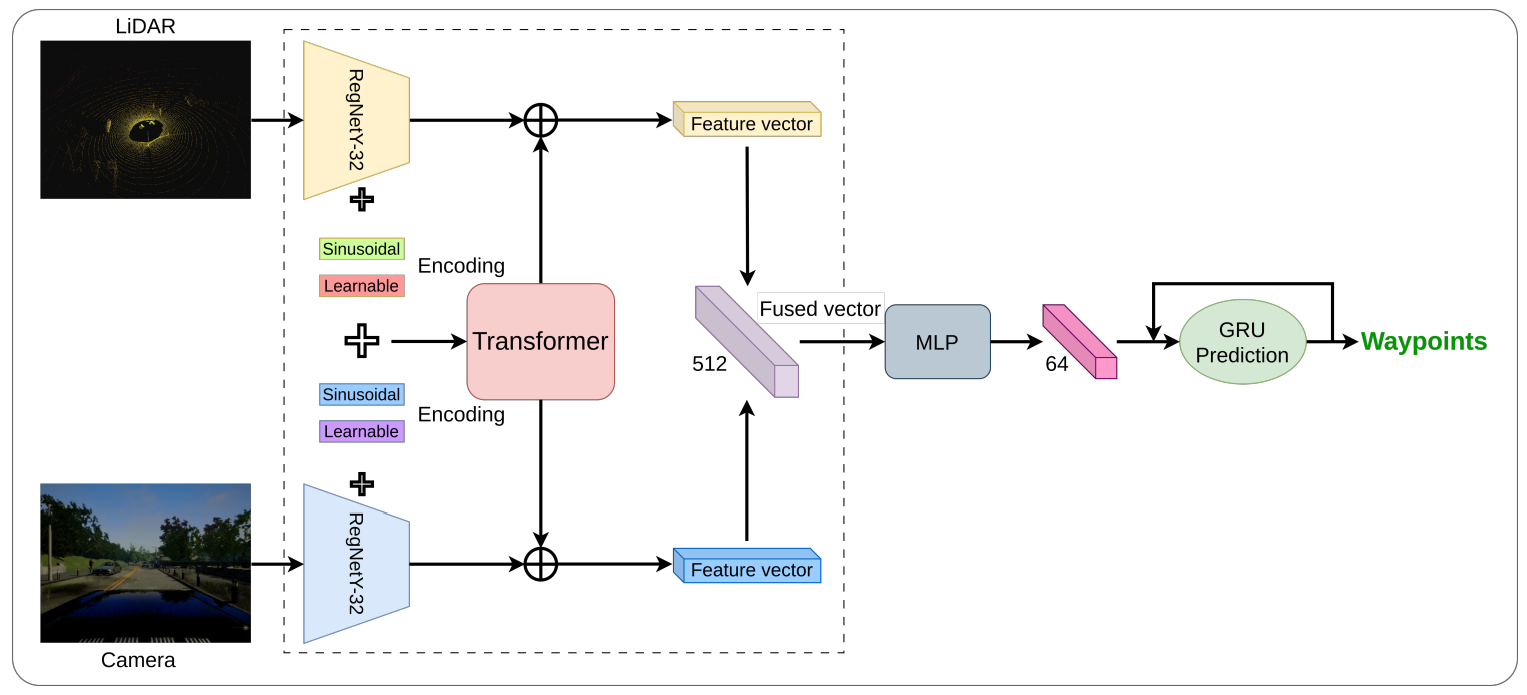 LiDAR
RegNetY-32
Sinusoidal
Learnable
Encoding
Transformer
Sinusoidal
Learnable
Encoding
RegNetY-32
Camera
Feature vector
512
Fused vector
Feature vector
MLP
64
GRU
Prediction
Waypoints